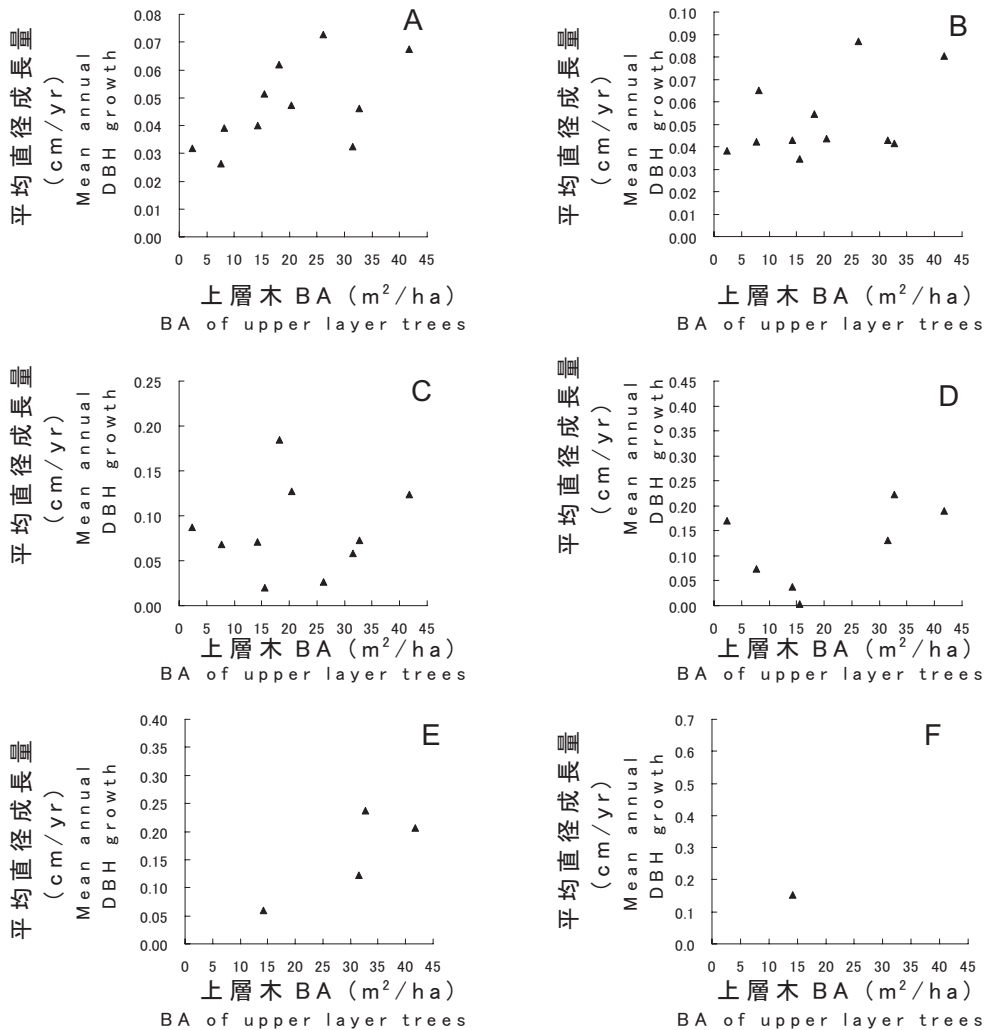 A
平均直径成長量
(cm/yr)
Mean annual
DBH growth
0.08
0.07
0.06
0.05
0.04
0.03
0.02
0.01
0.00
0 5 10 15 20 25 30 35 40 45
上層木 BA (m²/ha)
BA of upper layer trees
B
平均直径成長量
(cm/yr)
Mean annual
DBH growth
0.10
0.09
0.08
0.07
0.06
0.05
0.04
0.03
0.02
0.01
0.00
0 5 10 15 20 25 30 35 40 45
上層木 BA (m²/ha)
BA of upper layer trees
C
平均直径成長量
(cm/yr)
Mean annual
DBH growth
0.25
0.20
0.15
0.10
0.05
0.00
0 5 10 15 20 25 30 35 40 45
上層木 BA (m²/ha)
BA of upper layer trees
D
平均直径成長量
(cm/yr)
Mean annual
DBH growth
0.45
0.40
0.35
0.30
0.25
0.20
0.15
0.10
0.05
0.00
0 5 10 15 20 25 30 35 40 45
上層木 BA (m²/ha)
BA of upper layer trees
E
平均直径成長量
(cm/yr)
Mean annual
DBH growth
0.40
0.35
0.30
0.25
0.20
0.15
0.10
0.05
0.00
0 5 10 15 20 25 30 35 40 45
上層木 BA (m²/ha)
BA of upper layer trees
F
平均直径成長量
(cm/yr)
Mean annual
DBH growth
0.7
0.6
0.5
0.4
0.3
0.2
0.1
0.0
0 5 10 15 20 25 30 35 40 45
上層木 BA (m²/ha)
BA of upper layer trees